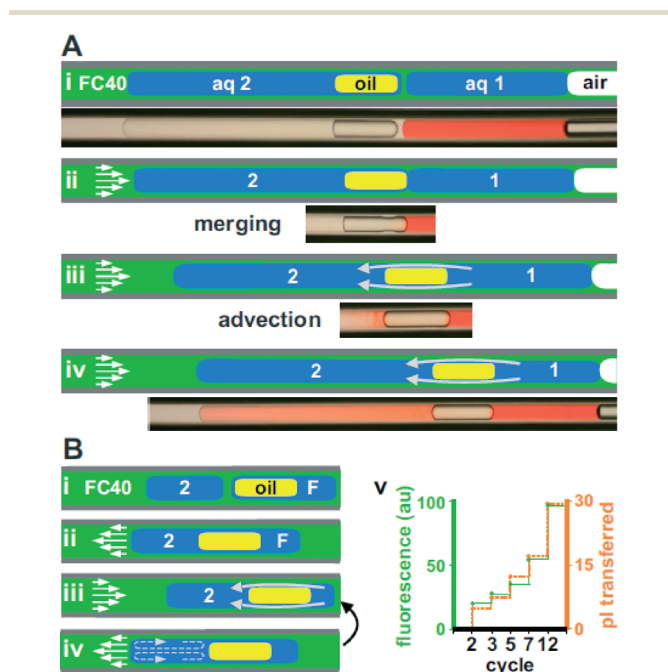 A
i FC40 aq 2 oil aq 1 air
ii 2 1
merging
iii 2 1
advection
iv 2 1
B
i FC40 2 oil F
ii 2 F
iii 2
iv
v
fluorescence (au)
100
50
0
2 3 5 7 12
cycle
30
15
0
pl transferred